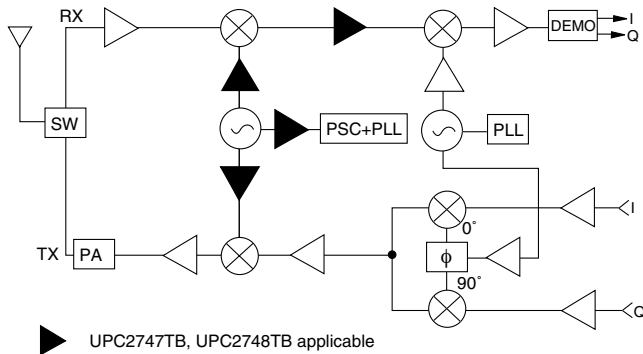 RX
DEMO
I
Q
SW
PSC+PLL
PLL
I
0°
TX
PA
ϕ
90°
Q
UPC2747TB, UPC2748TB applicable